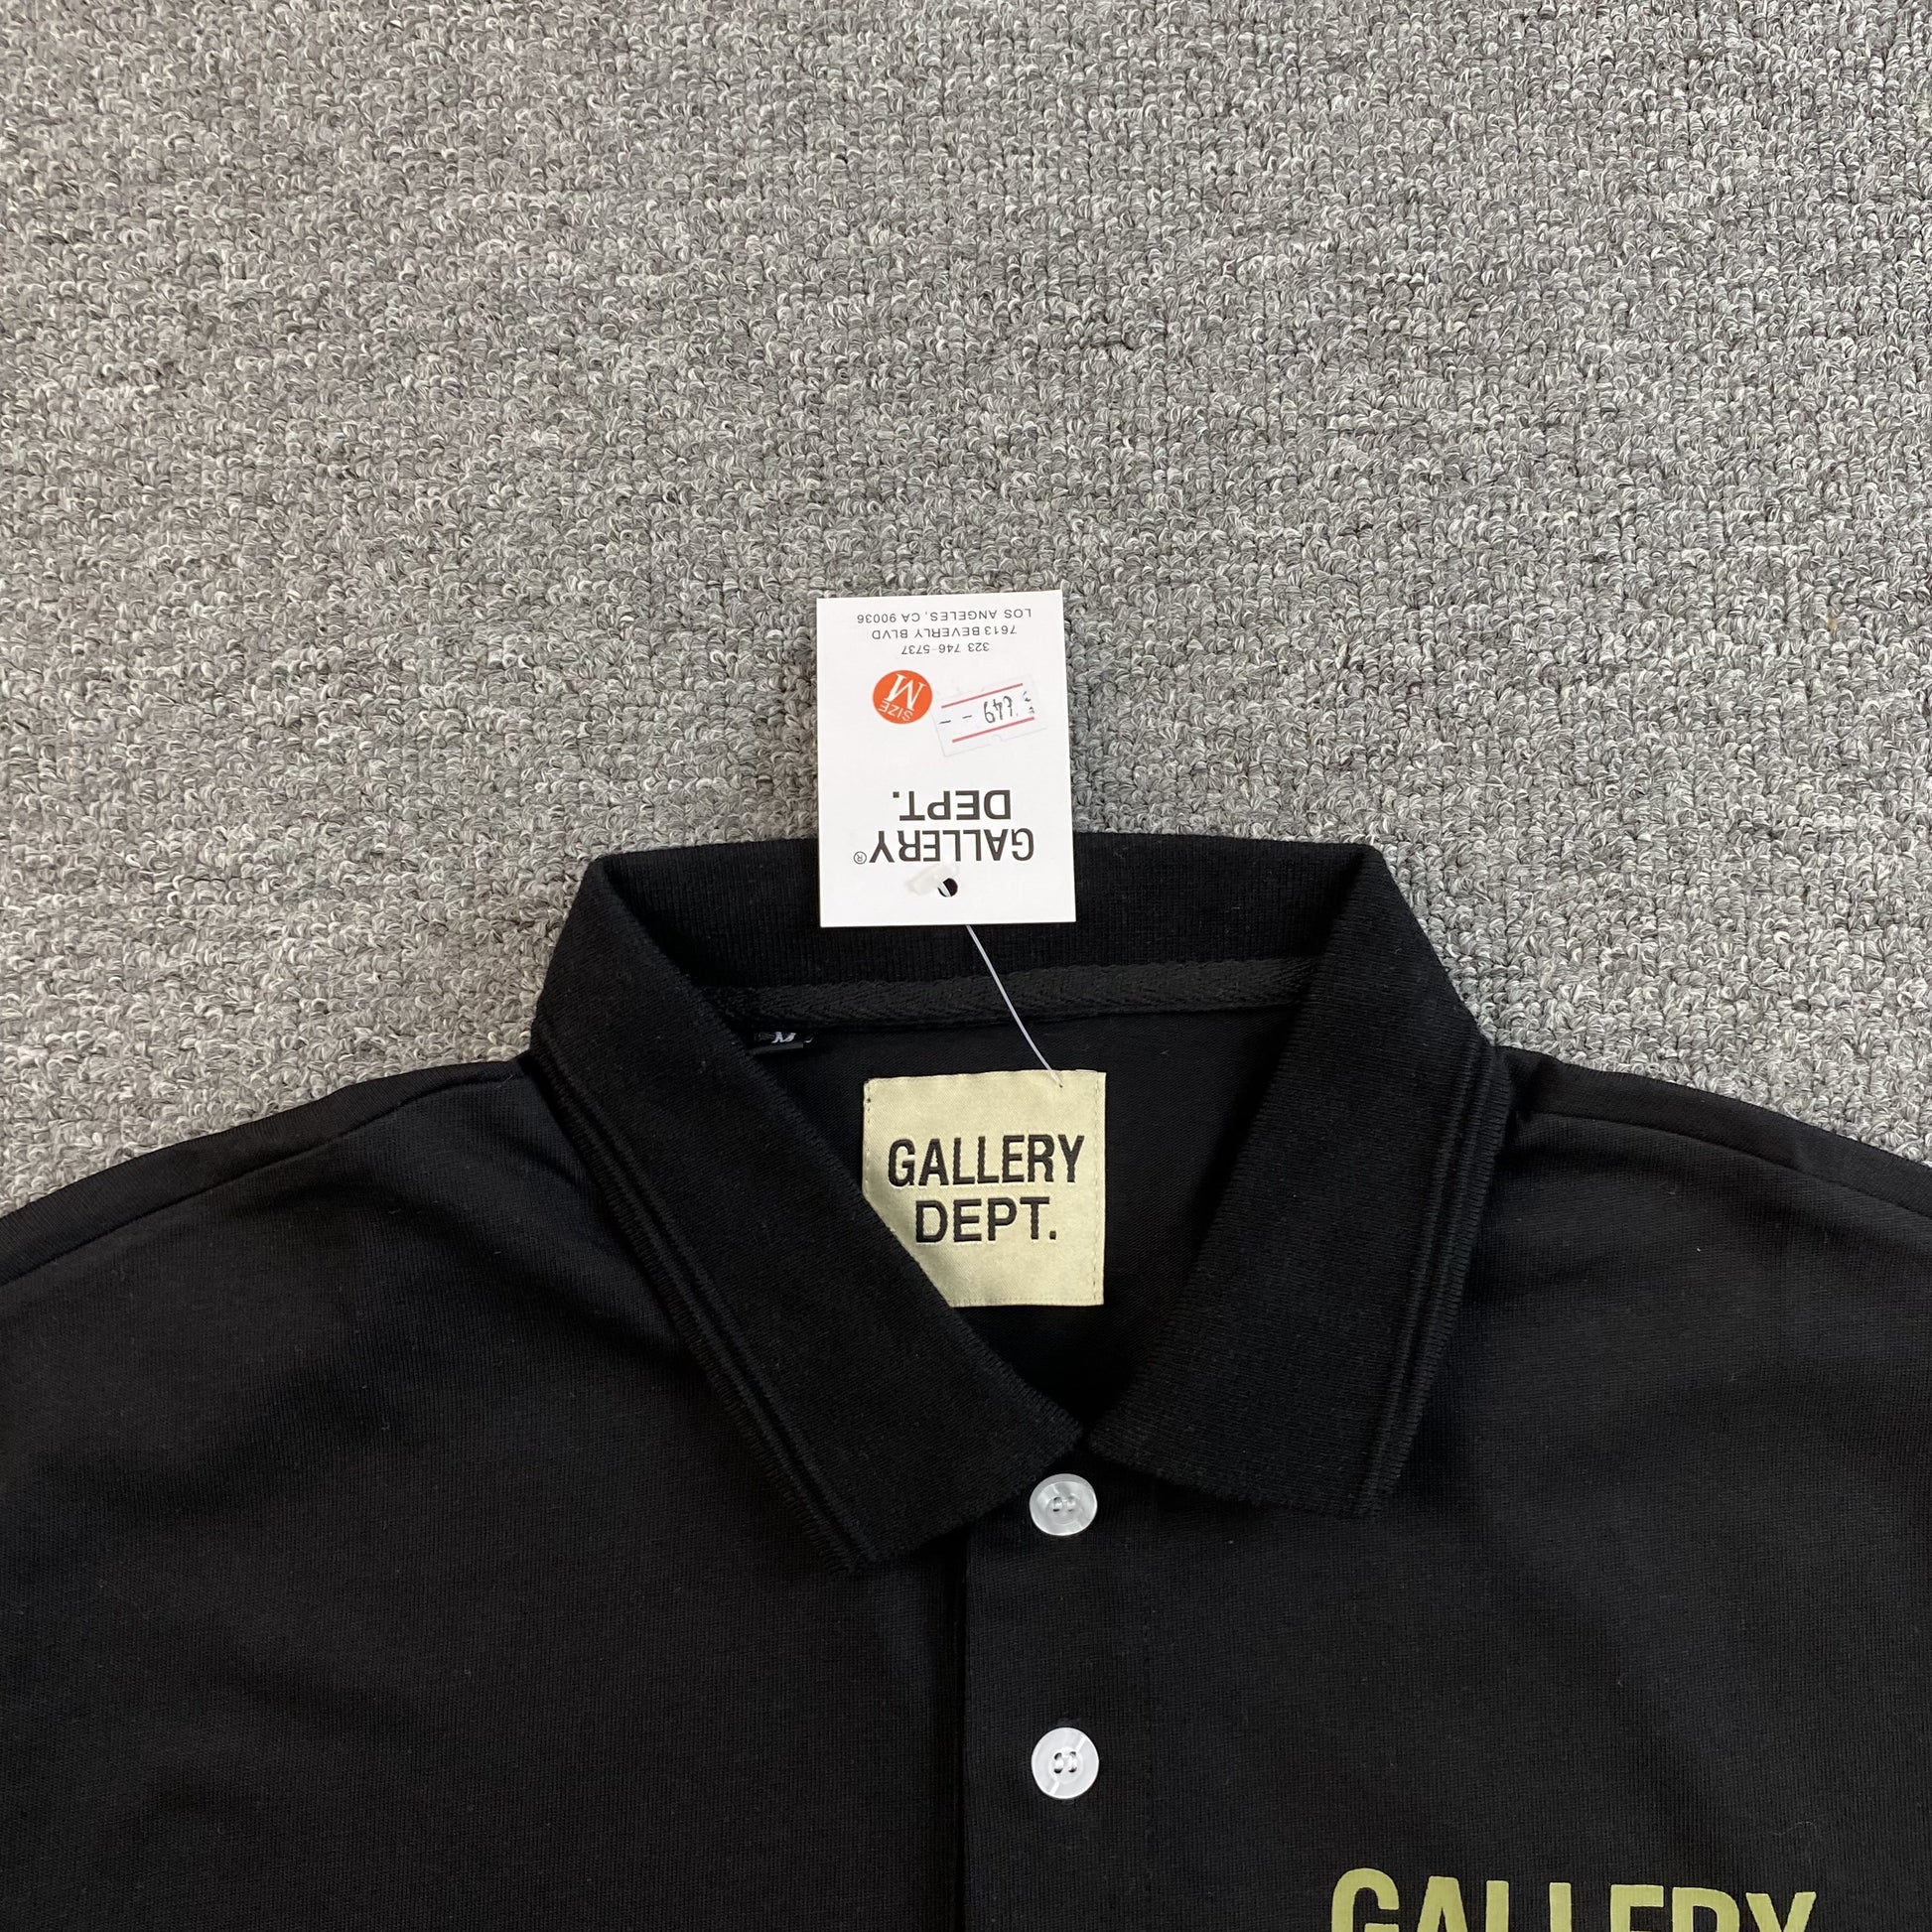 LOS ANGELES, CA 90036
7613 BEVERLY BLVD
323 746-5737
SIZE
M
GALLERY®
DEPT.
M
GALLERY
DEPT.
GALLERY